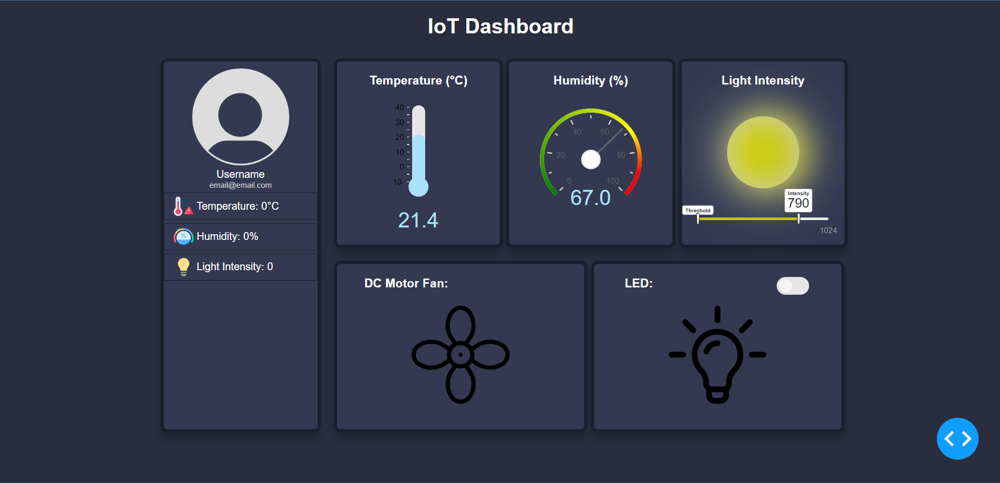 IoT Dashboard
Username
email@email.com
Temperature: 0°C
Humidity: 0%
Light Intensity: 0
Temperature (°C)
40
30
20
10
0
10-
21.4
Humidity (%)
0
20
40
60
80
100
67.0
Light Intensity
Intensity
790
Threshold
1024
DC Motor Fan:
LED: